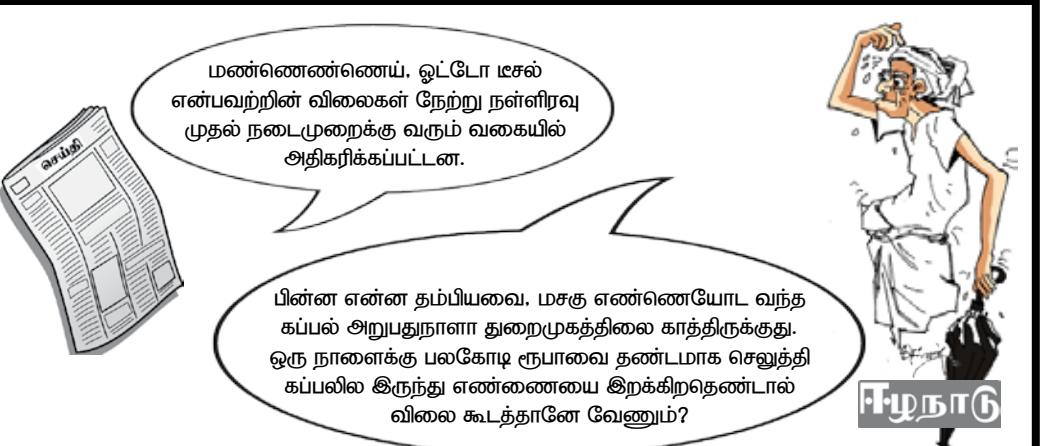 மண்ணெண்ணெய், ஓட்டோ டீசல்
என்பவற்றின் விலைகள் நேற்று நள்ளிரவு
முதல் நடைமுறைக்கு வரும் வகையில்
அதிகரிக்கப்பட்டன.
செய்தி
பின்ன என்ன தம்பியவை, மசகு எண்ணெயோட வந்த
கப்பல் அறுபதுநாளா துறைமுகத்திலை காத்திருக்குது.
ஒரு நாளைக்கு பலகோடி ரூபாவை தண்டமாக செலுத்தி
கப்பலில இருந்து எண்ணையை இறக்கிறதெண்டால்
விலை கூடத்தானே வேணும்?
ஈழநாடு